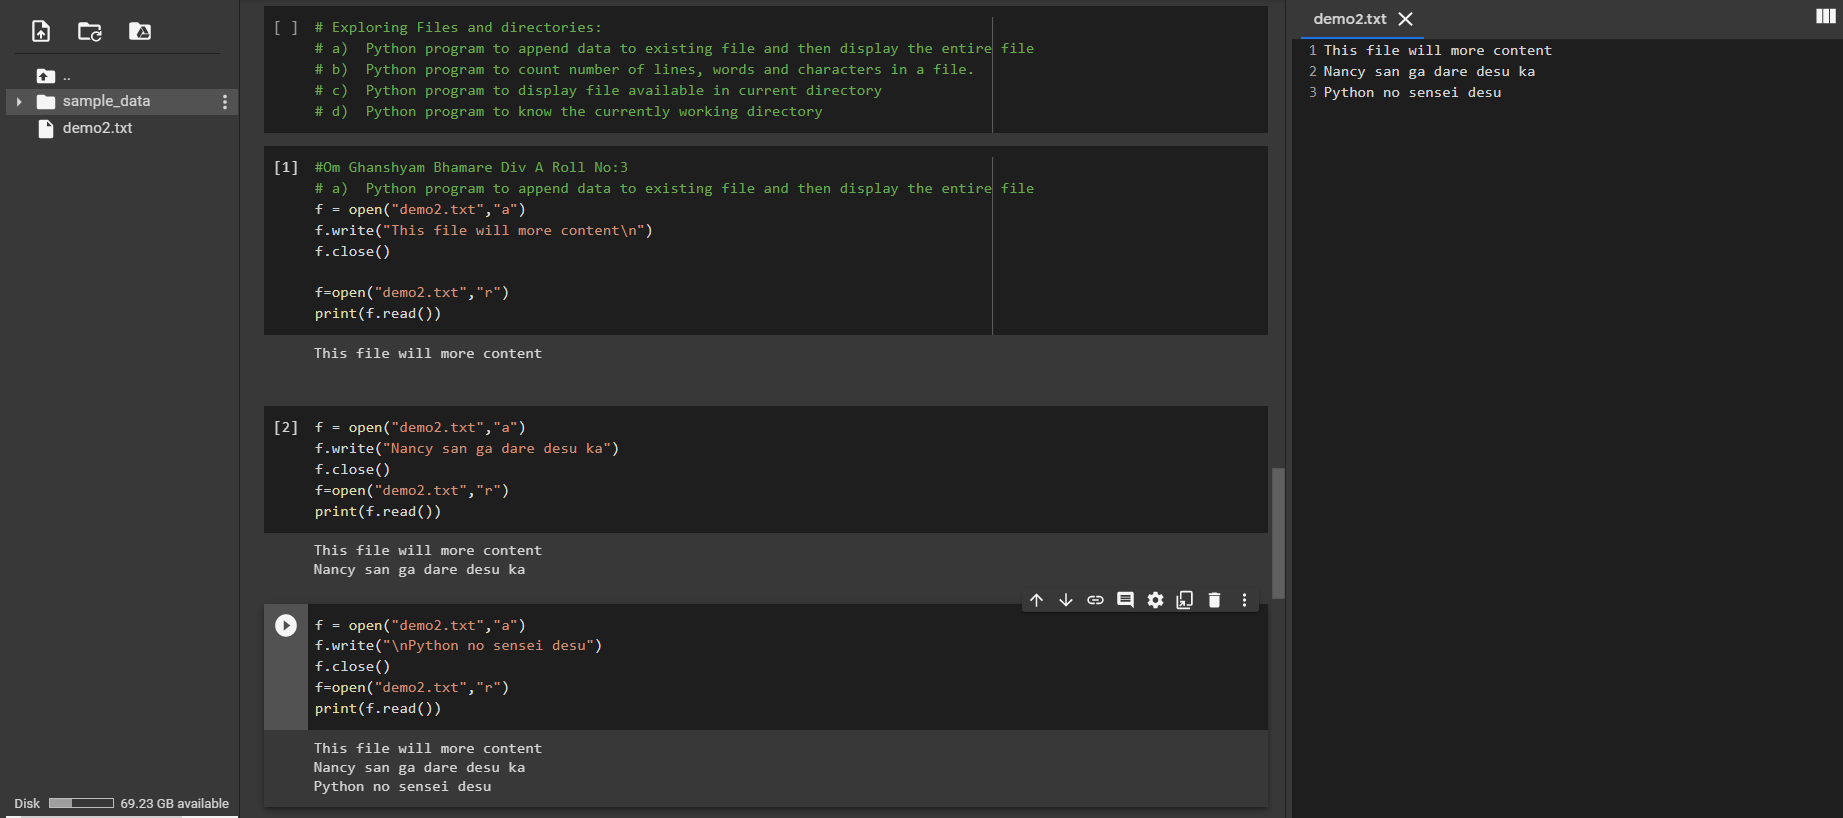 ..
sample_data
demo2.txt
Disk 69.23 GB available
[ ] # Exploring Files and directories:
# a)  Python program to append data to existing file and then display the entire file
# b)  Python program to count number of lines, words and characters in a file.
# c)  Python program to display file available in current directory
# d)  Python program to know the currently working directory
[1] #Om Ghanshyam Bhamare Div A Roll No:3
# a)  Python program to append data to existing file and then display the entire file
f = open("demo2.txt","a")
f.write("This file will more content\n")
f.close()
f=open("demo2.txt","r")
print(f.read())
This file will more content
[2] f = open("demo2.txt","a")
f.write("Nancy san ga dare desu ka")
f.close()
f=open("demo2.txt","r")
print(f.read())
This file will more content
Nancy san ga dare desu ka
f = open("demo2.txt","a")
f.write("\nPython no sensei desu")
f.close()
f=open("demo2.txt","r")
print(f.read())
This file will more content
Nancy san ga dare desu ka
Python no sensei desu
demo2.txt
1 This file will more content
2 Nancy san ga dare desu ka
3 Python no sensei desu